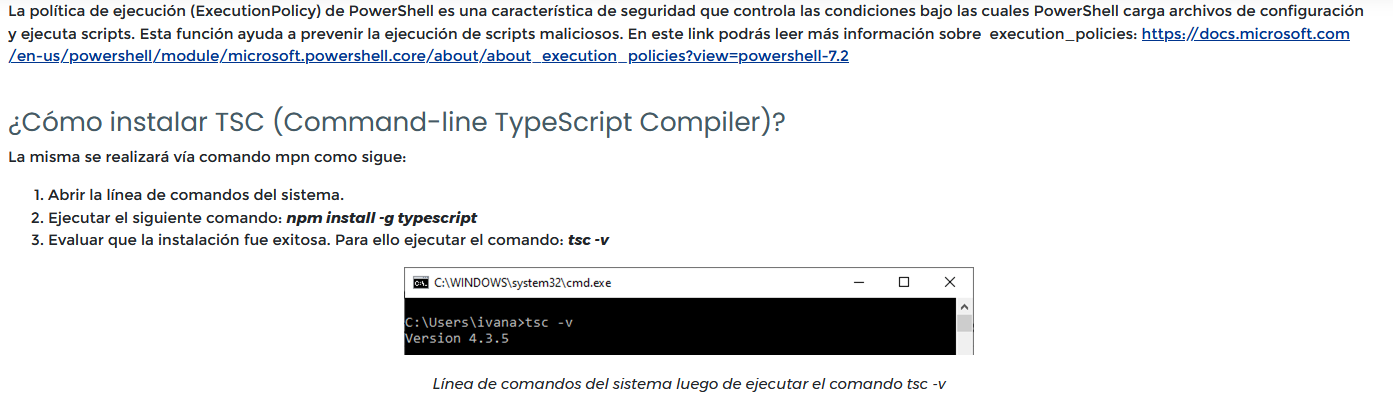 La política de ejecución (ExecutionPolicy) de PowerShell es una característica de seguridad que controla las condiciones bajo las cuales PowerShell carga archivos de configuración
y ejecuta scripts. Esta función ayuda a prevenir la ejecución de scripts maliciosos. En este link podrás leer más información sobre execution_policies: https://docs.microsoft.com
/en-us/powershell/module/microsoft.powershell.core/about/about_execution_policies?view=powershell-7.2
¿Cómo instalar TSC (Command-line TypeScript Compiler)?
La misma se realizará vía comando mpn como sigue:
1. Abrir la línea de comandos del sistema.
2. Ejecutar el siguiente comando: npm install -g typescript
3. Evaluar que la instalación fue exitosa. Para ello ejecutar el comando: tsc -v
C:\WINDOWS\system32\cmd.exe
C:\Users\ivana>tsc -v
Version 4.3.5
Línea de comandos del sistema luego de ejecutar el comando tsc -v